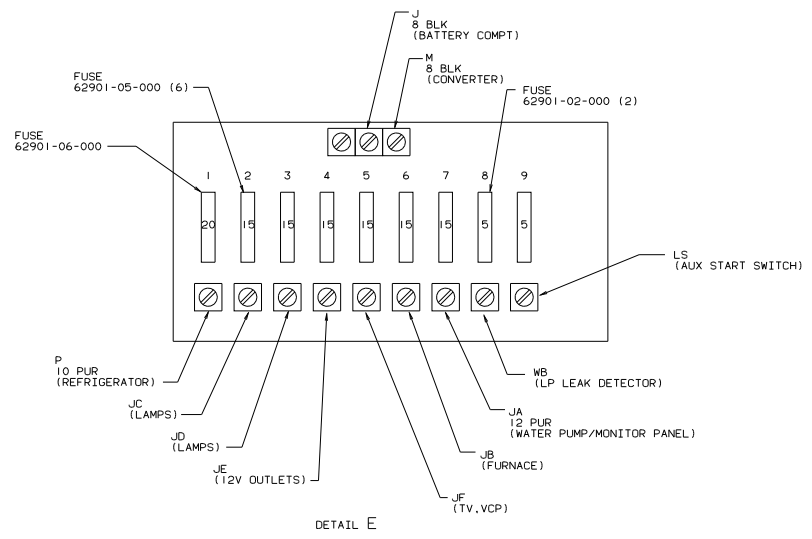 J
8 BLK
(BATTERY COMPT)
M
8 BLK
(CONVERTER)
FUSE
62901-05-000 (6)
FUSE
62901-02-000 (2)
FUSE
62901-06-000
1 2 3 4 5 6 7 8 9
20 15 15 15 15 15 15 5 5
LS
(AUX START SWITCH)
P
10 PUR
(REFRIGERATOR)
JC
(LAMPS)
JD
(LAMPS)
JE
(12V OUTLETS)
JF
(TV,VCP)
JB
(FURNACE)
JA
12 PUR
(WATER PUMP/MONITOR PANEL)
WB
(LP LEAK DETECTOR)
DETAIL E